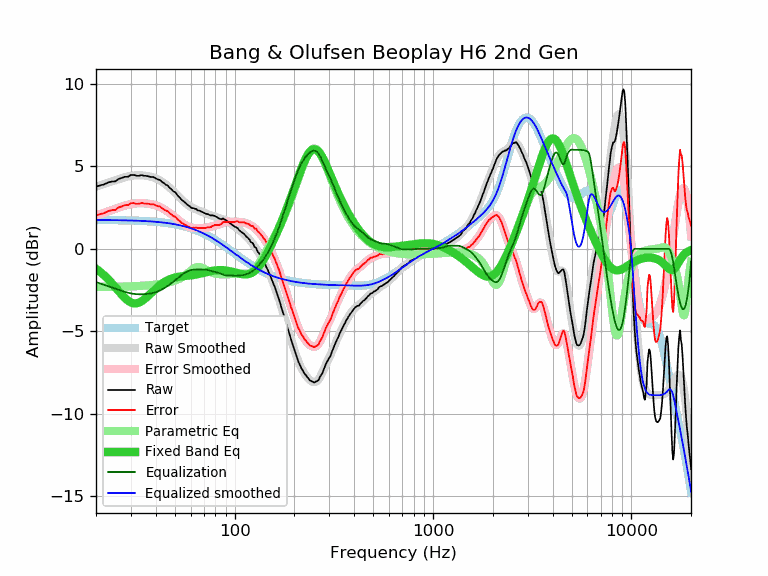 Bang & Olufsen Beoplay H6 2nd Gen
Amplitude (dBr)
10
5
0
−5
−10
−15
Target
Raw Smoothed
Error Smoothed
Raw
Error
Parametric Eq
Fixed Band Eq
Equalization
Equalized smoothed
100
1000
10000
Frequency (Hz)